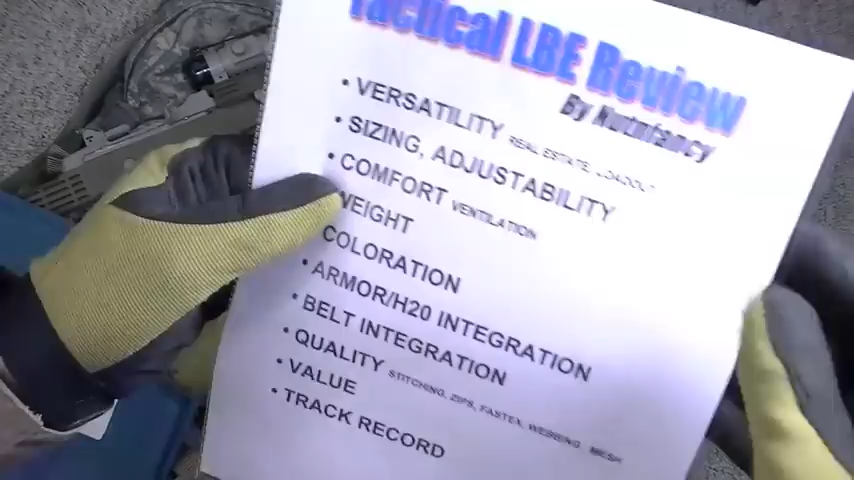 Tactical LBE Review
By Nutnfancy
• VERSATILITY REAL ESTATE, LOADOUT
• SIZING, ADJUSTABILITY
• COMFORT VENTILATION
WEIGHT
COLORATION
• ARMOR/H20 INTEGRATION
• BELT INTEGRATION
• QUALITY STITCHING, ZIPS, FASTEX, WEBBING, MESH
• VALUE
• TRACK RECORD